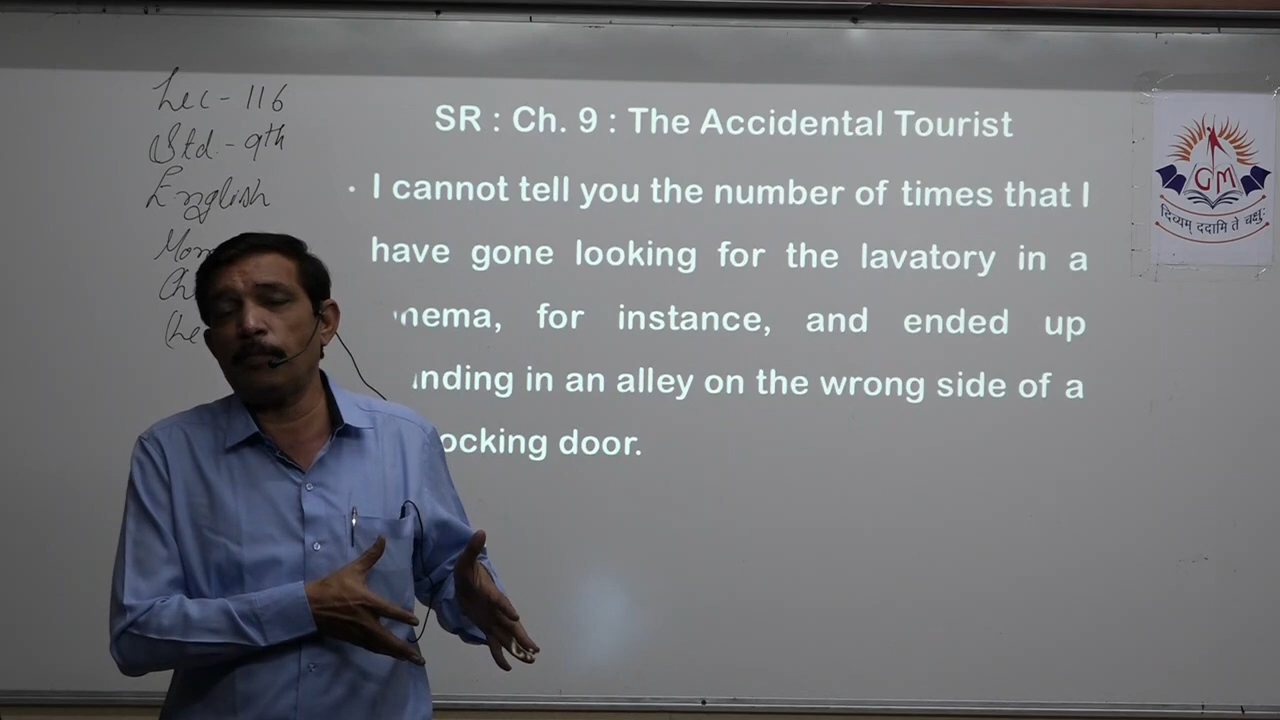 Lec - 116
Std. - 9th
English
SR : Ch. 9 : The Accidental Tourist
• I cannot tell you the number of times that I
have gone looking for the lavatory in a
nema, for instance, and ended up
nding in an alley on the wrong side of a
ocking door.
GM
दिव्यम् ददामि ते चक्षुः